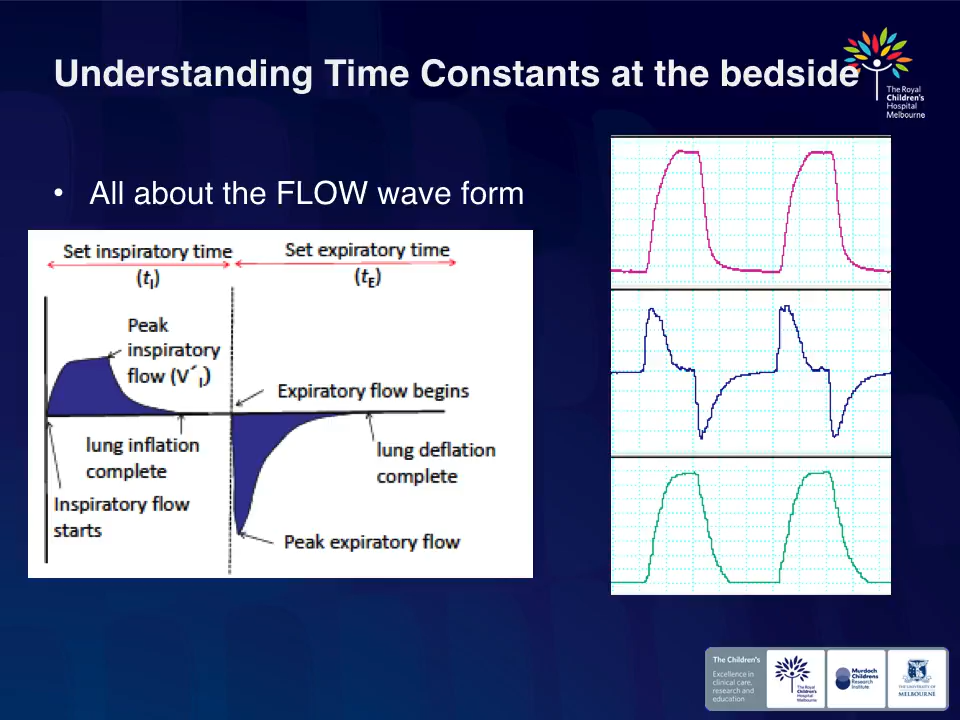 Understanding Time Constants at the bedside
The Royal
Children's
Hospital
Melbourne
• All about the FLOW wave form
Set inspiratory time
(tI)
Set expiratory time
(tE)
Peak
inspiratory
flow (V´I)
Expiratory flow begins
lung inflation
complete
lung deflation
complete
Inspiratory flow
starts
Peak expiratory flow
The Children's
Excellence in
clinical care,
research and
education
The Royal
Children's
Hospital
Melbourne
Murdoch
Childrens
Research
Institute
THE UNIVERSITY OF
MELBOURNE